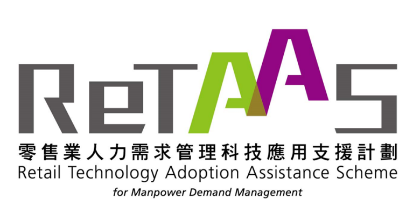 ReTAAS
零售業人力需求管理科技應用支援計劃
Retail Technology Adoption Assistance Scheme
for Manpower Demand Management